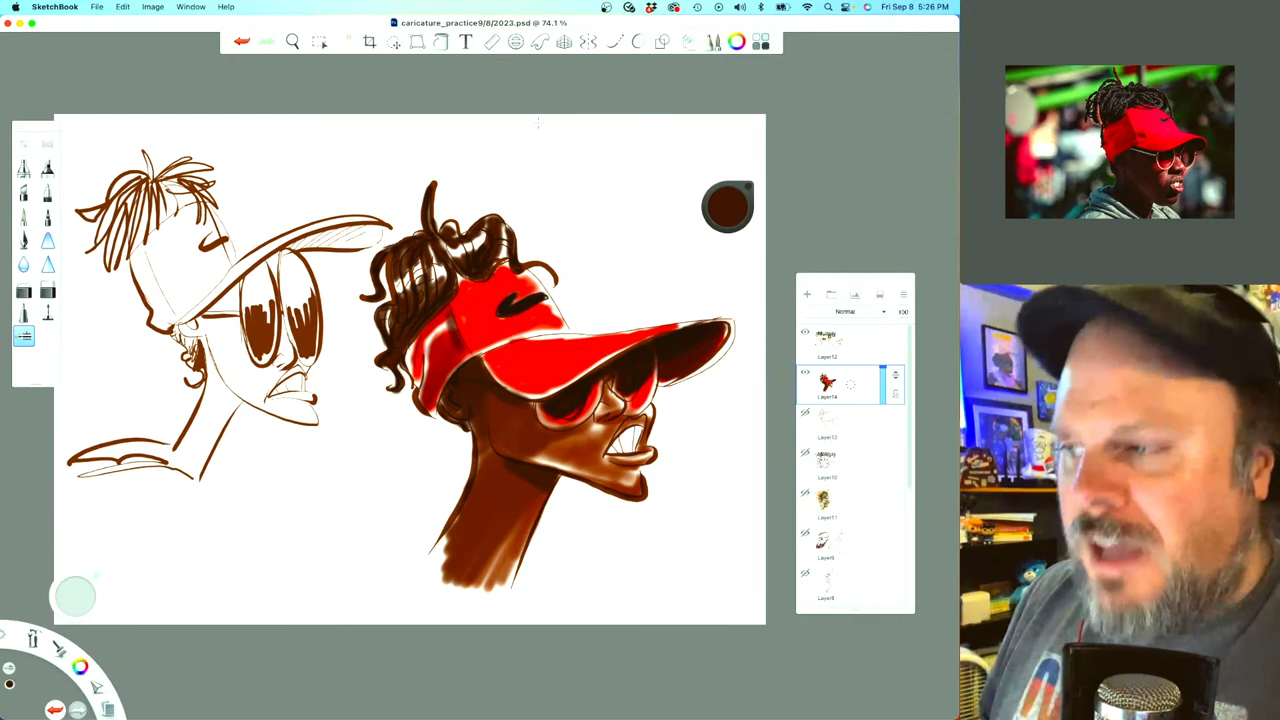 SketchBook File Edit Image Window Help
Fri Sep 8 5:26 PM
caricature_practice9/8/2023.psd @ 74.1 %
T
Normal
100
Layer12
Layer14
Layer13
Layer10
Layer11
Layer9
Layer8